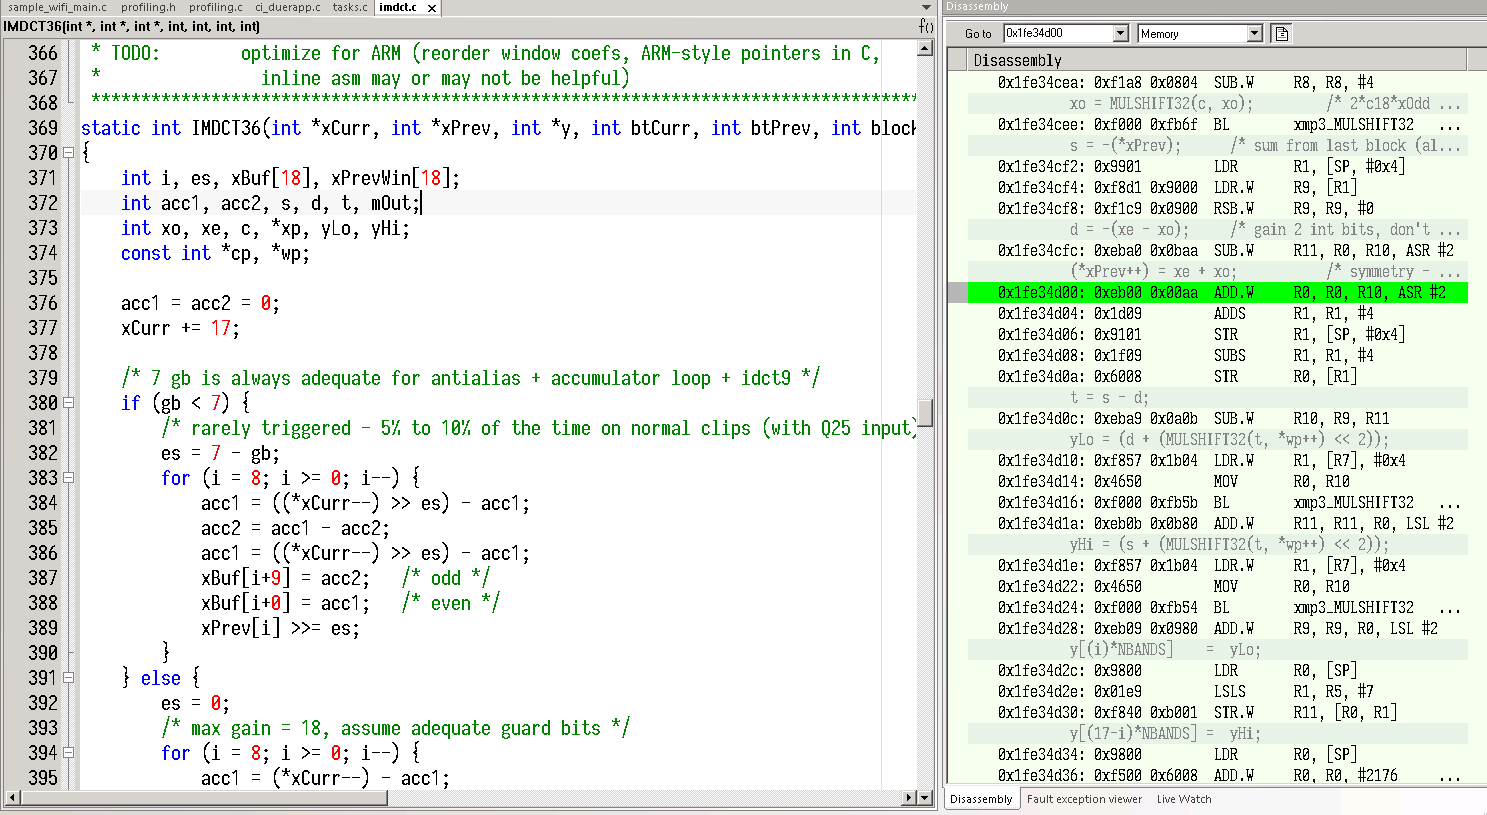 sample_wifi_main.c profiling.h profiling.c ci_duerapp.c tasks.c imdct.c x
IMDCT36(int *, int *, int *, int, int, int, int) f()
366 * TODO: optimize for ARM (reorder window coefs, ARM-style pointers in C,
367 * inline asm may or may not be helpful)
368 ***********************************************************************************
369 static int IMDCT36(int *xCurr, int *xPrev, int *y, int btCurr, int btPrev, int block
370 {
371 int i, es, xBuf[18], xPrevWin[18];
372 int acc1, acc2, s, d, t, mOut;
373 int xo, xe, c, *xp, yLo, yHi;
374 const int *cp, *wp;
375
376 acc1 = acc2 = 0;
377 xCurr += 17;
378
379 /* 7 gb is always adequate for antialias + accumulator loop + idct9 */
380 if (gb < 7) {
381 /* rarely triggered - 5% to 10% of the time on normal clips (with Q25 input)
382 es = 7 - gb;
383 for (i = 8; i >= 0; i--) {
384 acc1 = ((*xCurr--) >> es) - acc1;
385 acc2 = acc1 - acc2;
386 acc1 = ((*xCurr--) >> es) - acc1;
387 xBuf[i+9] = acc2; /* odd */
388 xBuf[i+0] = acc1; /* even */
389 xPrev[i] >>= es;
390 }
391 } else {
392 es = 0;
393 /* max gain = 18, assume adequate guard bits */
394 for (i = 8; i >= 0; i--) {
395 acc1 = (*xCurr--) - acc1;
Disassembly
Go to 0x1fe34d00 Memory
Disassembly
0x1fe34cea: 0xf1a8 0x0804 SUB.W R8, R8, #4
xo = MULSHIFT32(c, xo); /* 2*c18*xOdd ...
0x1fe34cee: 0xf000 0xfb6f BL xmp3_MULSHIFT32 ...
s = -(*xPrev); /* sum from last block (al...
0x1fe34cf2: 0x9901 LDR R1, [SP, #0x4]
0x1fe34cf4: 0xf8d1 0x9000 LDR.W R9, [R1]
0x1fe34cf8: 0xf1c9 0x0900 RSB.W R9, R9, #0
d = -(xe - xo); /* gain 2 int bits, don't ...
0x1fe34cfc: 0xeba0 0x0baa SUB.W R11, R0, R10, ASR #2
(*xPrev++) = xe + xo; /* symmetry - ...
0x1fe34d00: 0xeb00 0x00aa ADD.W R0, R0, R10, ASR #2
0x1fe34d04: 0x1d09 ADDS R1, R1, #4
0x1fe34d06: 0x9101 STR R1, [SP, #0x4]
0x1fe34d08: 0x1f09 SUBS R1, R1, #4
0x1fe34d0a: 0x6008 STR R0, [R1]
t = s - d;
0x1fe34d0c: 0xeba9 0x0a0b SUB.W R10, R9, R11
yLo = (d + (MULSHIFT32(t, *wp++) << 2));
0x1fe34d10: 0xf857 0x1b04 LDR.W R1, [R7], #0x4
0x1fe34d14: 0x4650 MOV R0, R10
0x1fe34d16: 0xf000 0xfb5b BL xmp3_MULSHIFT32 ...
0x1fe34d1a: 0xeb0b 0x0b80 ADD.W R11, R11, R0, LSL #2
yHi = (s + (MULSHIFT32(t, *wp++) << 2));
0x1fe34d1e: 0xf857 0x1b04 LDR.W R1, [R7], #0x4
0x1fe34d22: 0x4650 MOV R0, R10
0x1fe34d24: 0xf000 0xfb54 BL xmp3_MULSHIFT32 ...
0x1fe34d28: 0xeb09 0x0980 ADD.W R9, R9, R0, LSL #2
y[(i)*NBANDS] = yLo;
0x1fe34d2c: 0x9800 LDR R0, [SP]
0x1fe34d2e: 0x01e9 LSLS R1, R5, #7
0x1fe34d30: 0xf840 0xb001 STR.W R11, [R0, R1]
y[(17-i)*NBANDS] = yHi;
0x1fe34d34: 0x9800 LDR R0, [SP]
0x1fe34d36: 0xf500 0x6008 ADD.W R0, R0, #2176 ...
Disassembly Fault exception viewer Live Watch